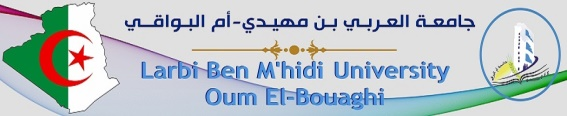 جامعة العربي بن مهيدي-أم البواقي
Larbi Ben M'hidi University
Oum El-Bouaghi